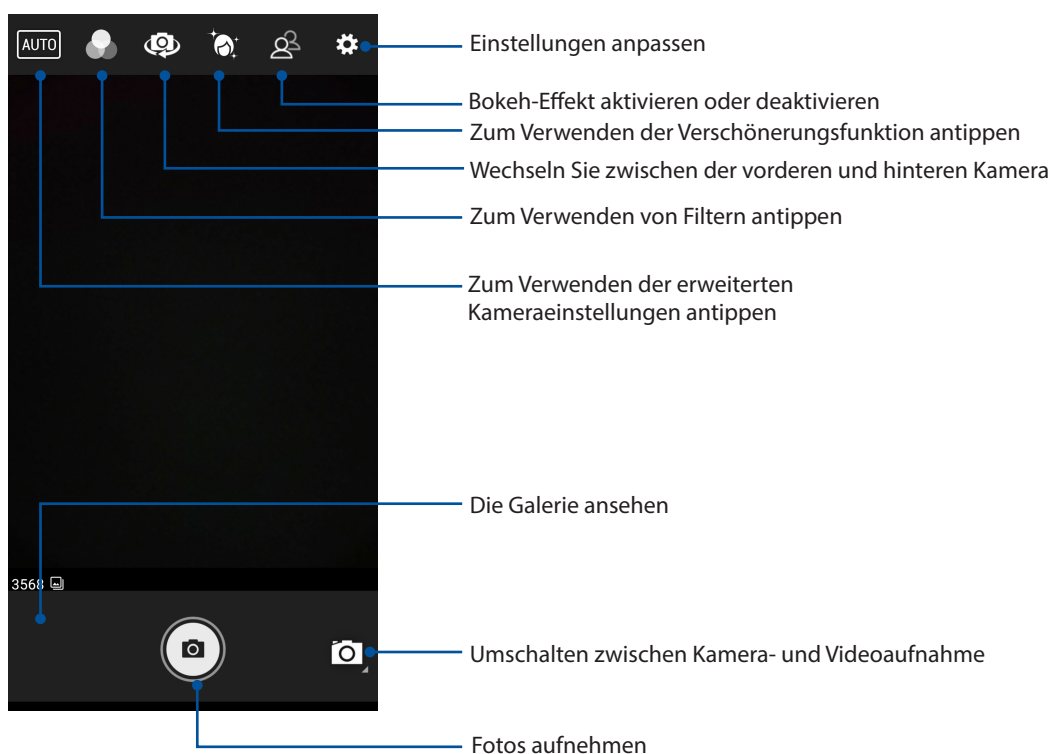 AUTO
Einstellungen anpassen
Bokeh-Effekt aktivieren oder deaktivieren
Zum Verwenden der Verschönerungsfunktion antippen
Wechseln Sie zwischen der vorderen und hinteren Kamera
Zum Verwenden von Filtern antippen
Zum Verwenden der erweiterten
Kameraeinstellungen antippen
Die Galerie ansehen
3568
Umschalten zwischen Kamera- und Videoaufnahme
Fotos aufnehmen